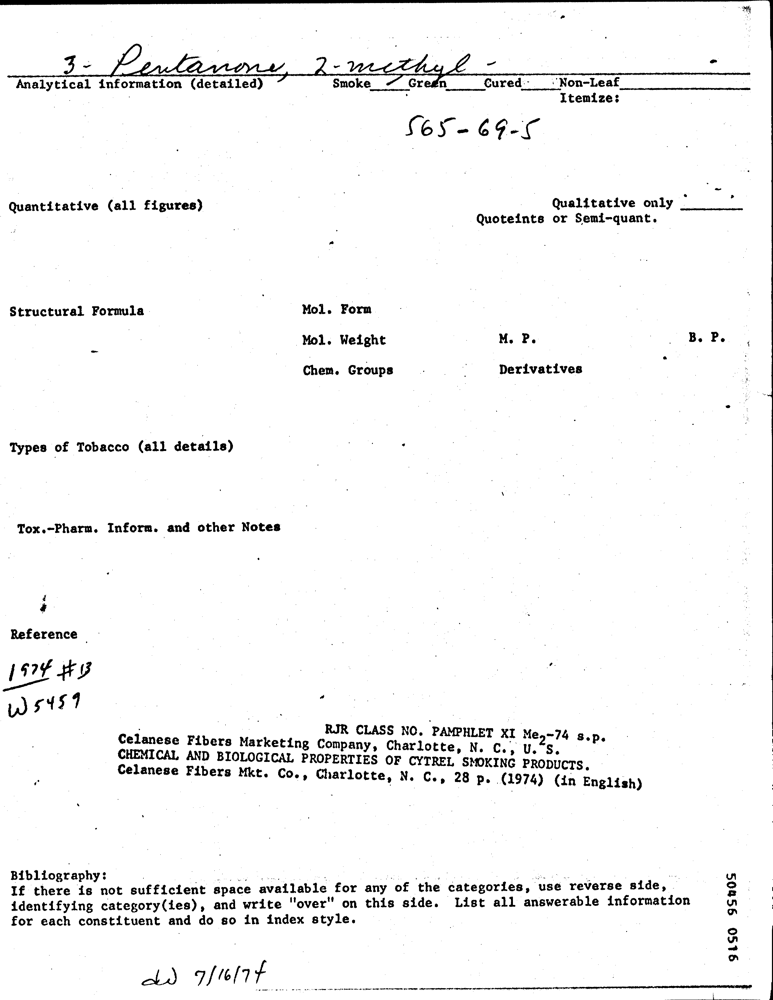 3- Pentanone, 2-methyl-
Analytical information (detailed) Smoke Green Cured Non-Leaf
Itemize:
565-69-5
Quantitative (all figures) Qualitative only
Quoteints or Semi-quant.
Structural Formula Mol. Form
Mol. Weight M. P. B. P.
Chem. Groups Derivatives
Types of Tobacco (all details)
Tox.-Pharm. Inform. and other Notes
Reference
1974 #13
W5459
RJR CLASS NO. PAMPHLET XI Me2-74 s.p.
Celanese Fibers Marketing Company, Charlotte, N. C., U. S.
CHEMICAL AND BIOLOGICAL PROPERTIES OF CYTREL SMOKING PRODUCTS.
Celanese Fibers Mkt. Co., Charlotte, N. C., 28 p. (1974) (in English)
Bibliography:
If there is not sufficient space available for any of the categories, use reverse side,
identifying category(ies), and write "over" on this side. List all answerable information
for each constituent and do so in index style.
50456 0516
7/16/74